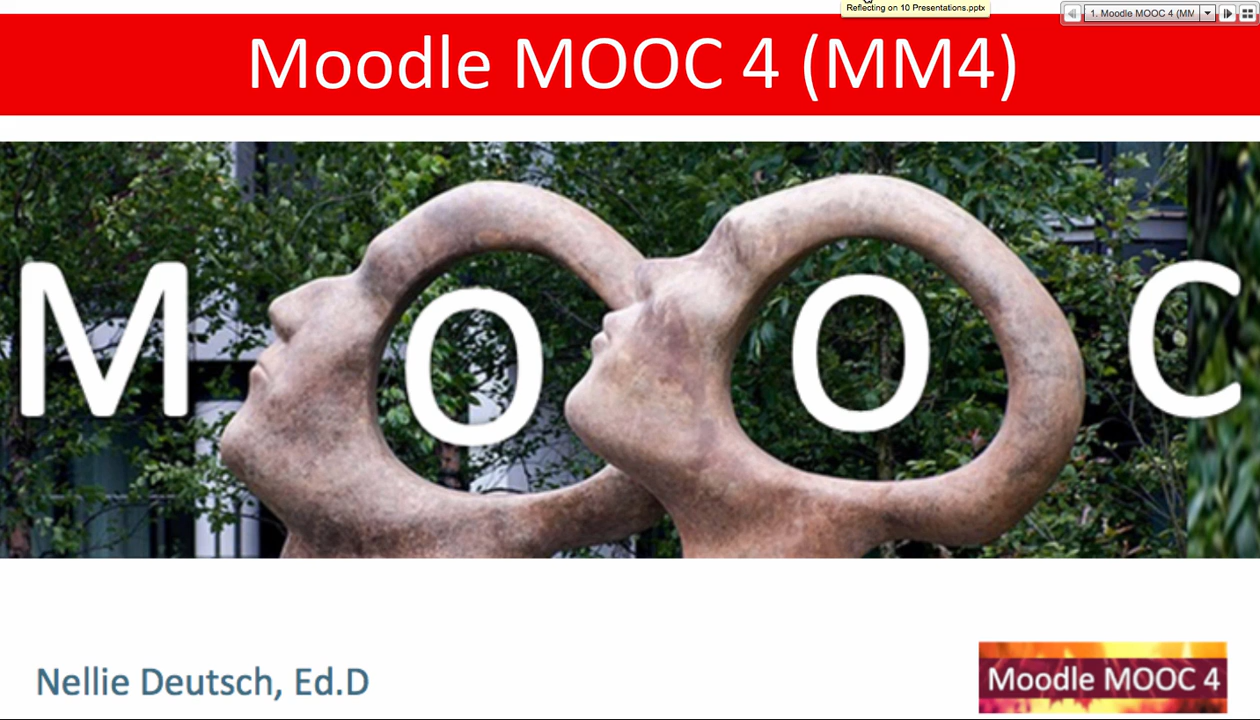 Reflecting on 10 Presentations.pptx
1. Moodle MOOC 4 (MM
Moodle MOOC 4 (MM4)
M O O C
Nellie Deutsch, Ed.D
Moodle MOOC 4